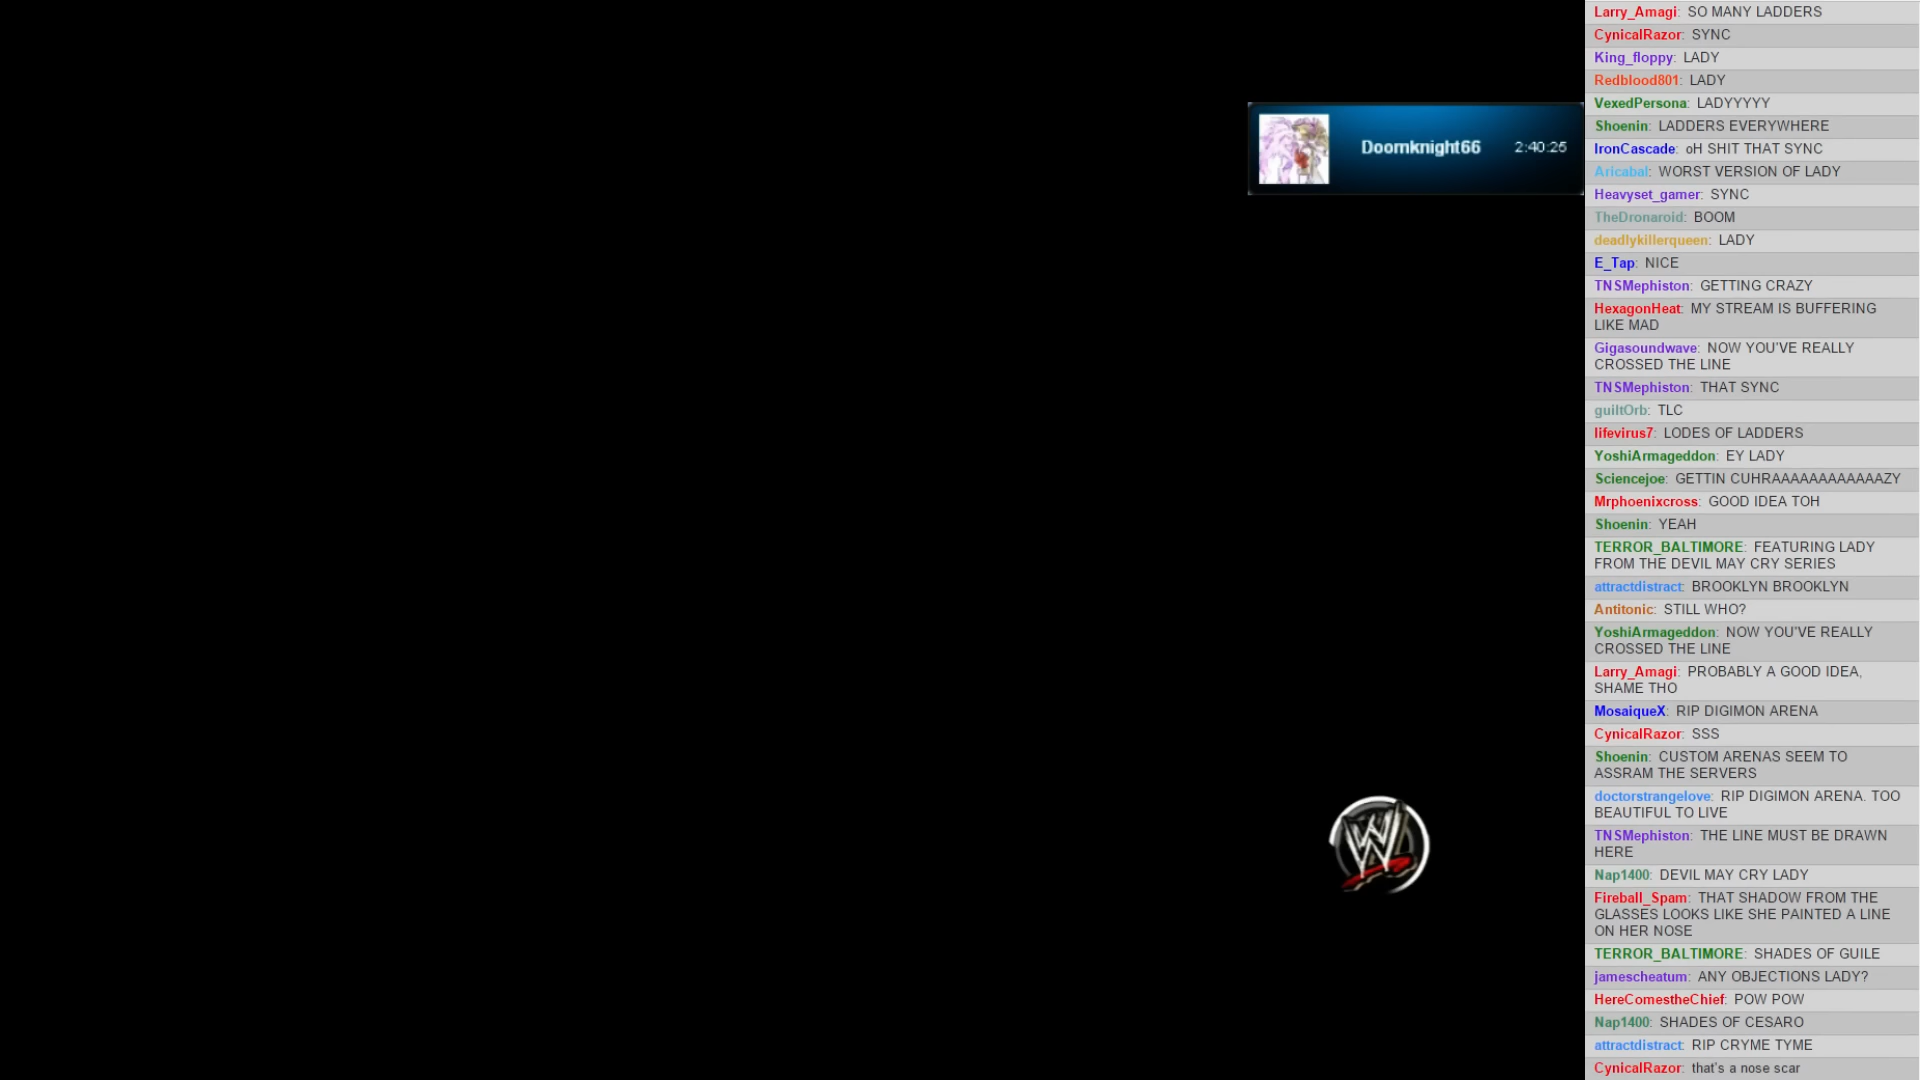 Larry_Amagi: SO MANY LADDERS
CynicalRazor: SYNC
King_floppy: LADY
Redblood801: LADY
VexedPersona: LADYYYYY
Shoenin: LADDERS EVERYWHERE
IronCascade: oH SHIT THAT SYNC
Aricabal: WORST VERSION OF LADY
Heavyset_gamer: SYNC
TheDronaroid: BOOM
deadlykillerqueen: LADY
E_Tap: NICE
TNSMephiston: GETTING CRAZY
HexagonHeat: MY STREAM IS BUFFERING
LIKE MAD
Gigasoundwave: NOW YOU'VE REALLY
CROSSED THE LINE
TNSMephiston: THAT SYNC
guiltOrb: TLC
lifevirus7: LODES OF LADDERS
YoshiArmageddon: EY LADY
Sciencejoe: GETTIN CUHRAAAAAAAAAAAAZY
Mrphoenixcross: GOOD IDEA TOH
Shoenin: YEAH
TERROR_BALTIMORE: FEATURING LADY
FROM THE DEVIL MAY CRY SERIES
attractdistract: BROOKLYN BROOKLYN
Antitonic: STILL WHO?
YoshiArmageddon: NOW YOU'VE REALLY
CROSSED THE LINE
Larry_Amagi: PROBABLY A GOOD IDEA,
SHAME THO
MosaiqueX: RIP DIGIMON ARENA
CynicalRazor: SSS
Shoenin: CUSTOM ARENAS SEEM TO
ASSRAM THE SERVERS
doctorstrangelove: RIP DIGIMON ARENA. TOO
BEAUTIFUL TO LIVE
TNSMephiston: THE LINE MUST BE DRAWN
HERE
Nap1400: DEVIL MAY CRY LADY
Fireball_Spam: THAT SHADOW FROM THE
GLASSES LOOKS LIKE SHE PAINTED A LINE
ON HER NOSE
TERROR_BALTIMORE: SHADES OF GUILE
jamescheatum: ANY OBJECTIONS LADY?
HereComestheChief: POW POW
Nap1400: SHADES OF CESARO
attractdistract: RIP CRYME TYME
CynicalRazor: that's a nose scar
Doomknight66 2:40:25
W